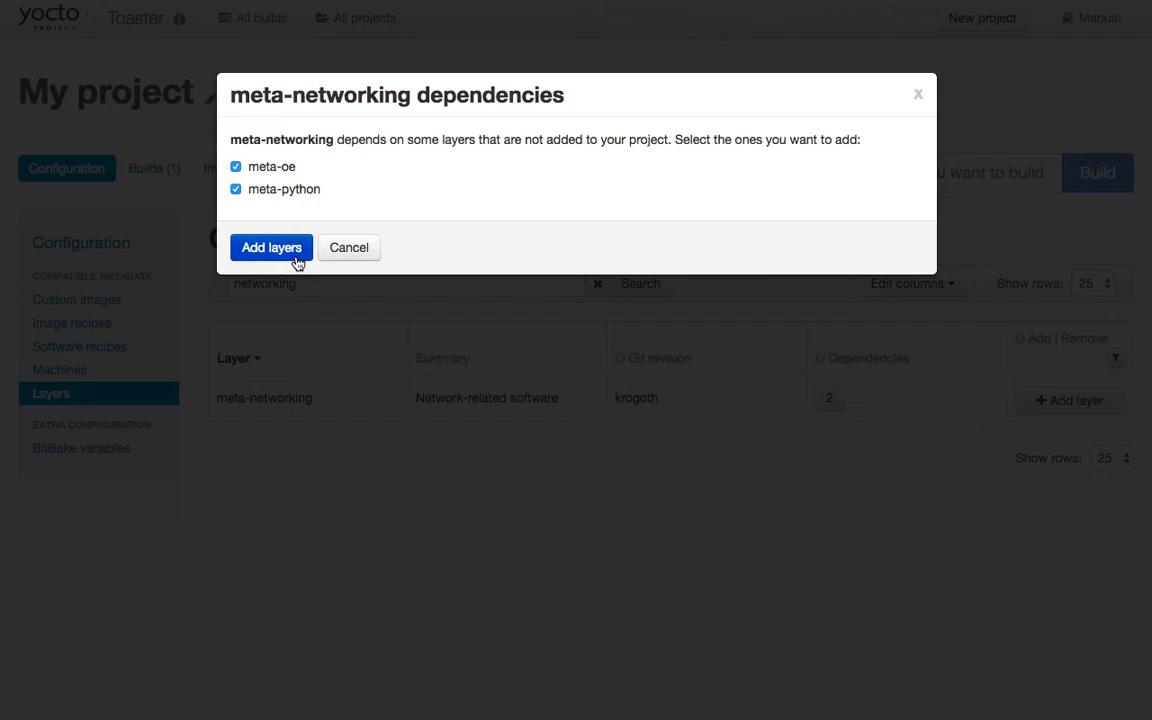 yocto
PROJECT
Toaster
All builds
All projects
New project
Manual
My project
meta-networking dependencies
x
meta-networking depends on some layers that are not added to your project. Select the ones you want to add:
meta-oe
meta-python
Add layers
Cancel
Configuration
Builds (1)
u want to build
Build
Configuration
COMPATIBLE METADATA
Custom images
Image recipes
Software recipes
Machines
Layers
EXTRA CONFIGURATION
BitBake variables
networking
Search
Edit columns
Show rows: 25
Layer
Summary
Git revision
Dependencies
Add | Remove
meta-networking
Network-related software
krogoth
2
+ Add layer
Show rows: 25